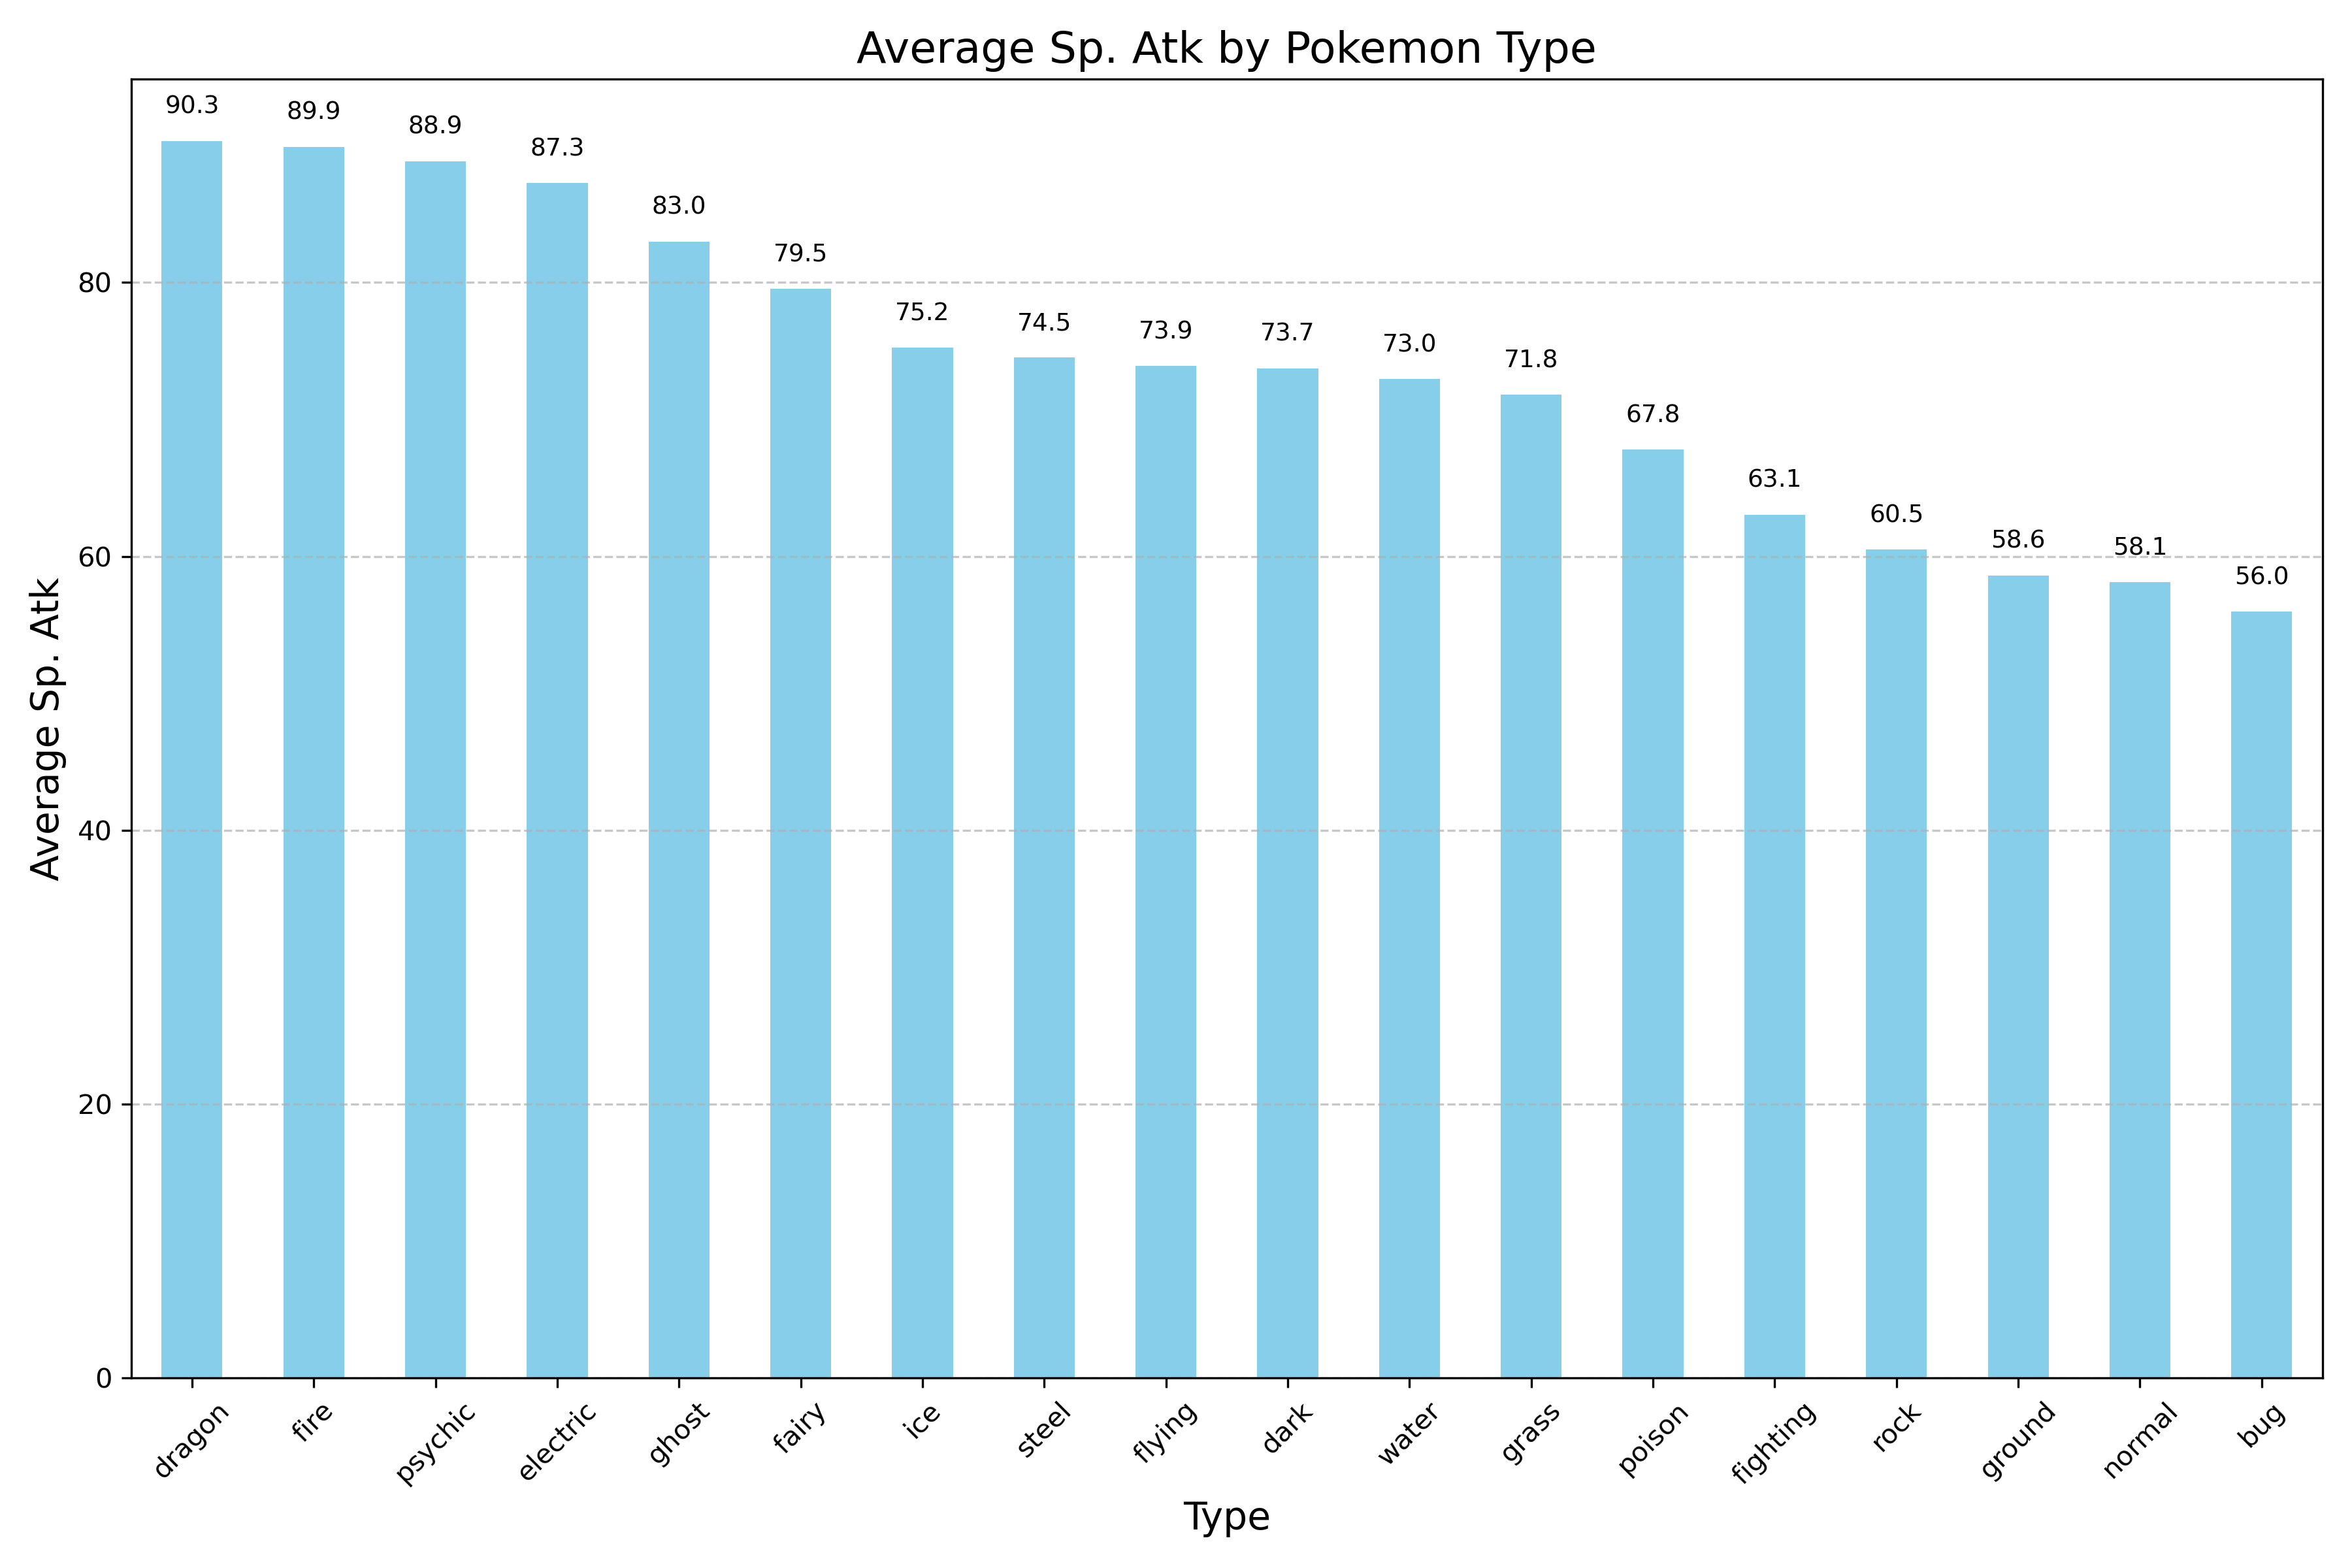 Average Sp. Atk by Pokemon Type
Average Sp. Atk
80
60
40
20
0
90.3
89.9
88.9
87.3
83.0
79.5
75.2
74.5
73.9
73.7
73.0
71.8
67.8
63.1
60.5
58.6
58.1
56.0
dragon
fire
psychic
electric
ghost
fairy
ice
steel
flying
dark
water
grass
poison
fighting
rock
ground
normal
bug
Type